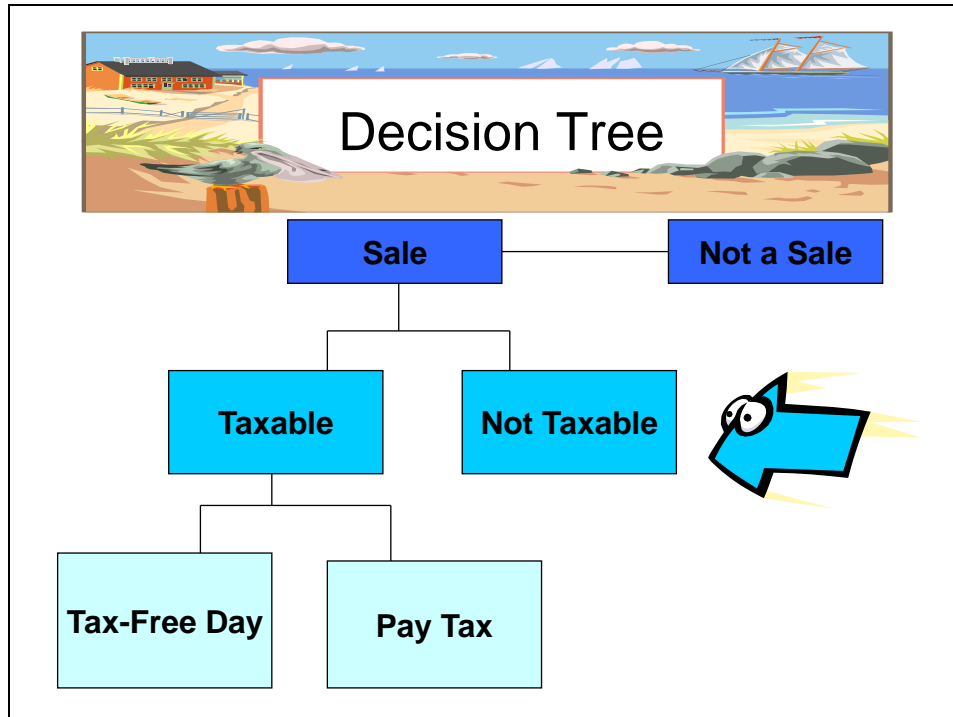 Decision Tree
Sale
Not a Sale
Taxable
Not Taxable
Tax-Free Day
Pay Tax